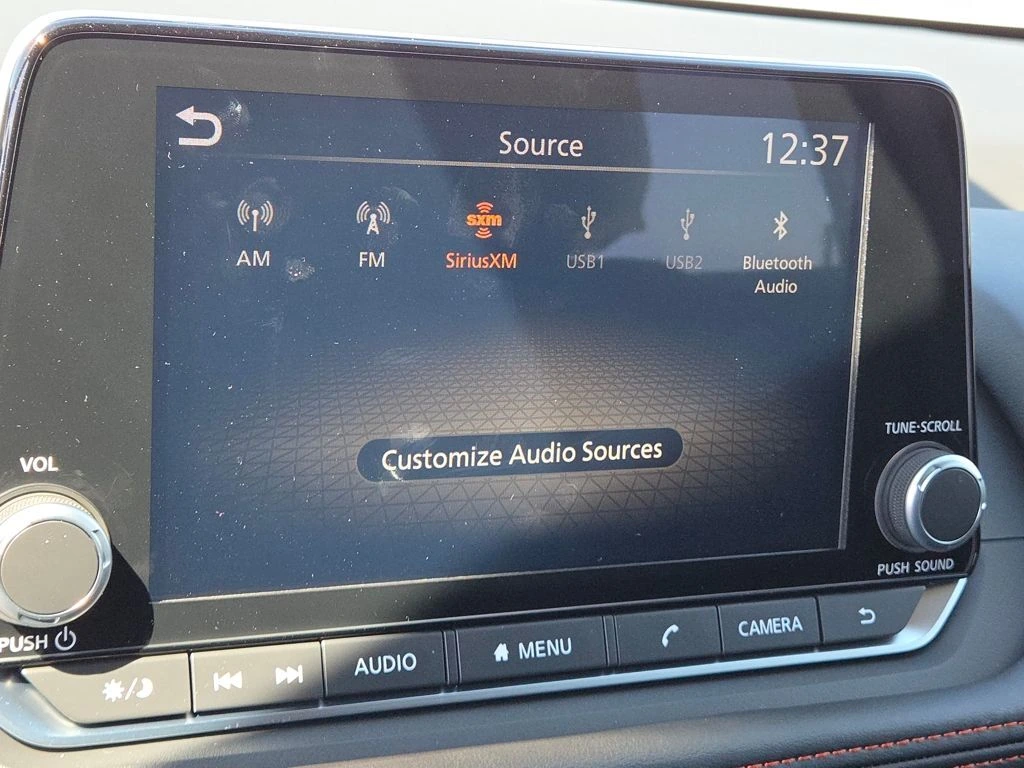 Source
12:37
sxm
AM
FM
SiriusXM
USB1
USB2
Bluetooth
Audio
Customize Audio Sources
TUNE·SCROLL
VOL
PUSH SOUND
PUSH
AUDIO
MENU
CAMERA